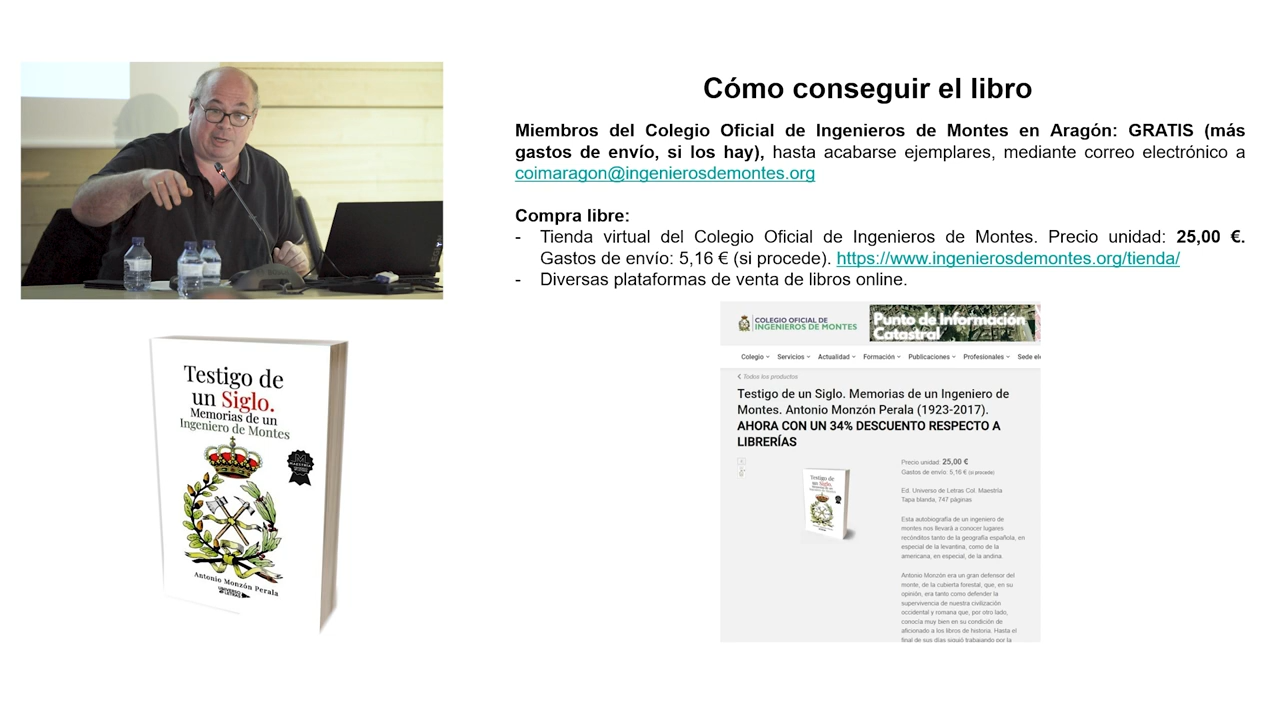 Cómo conseguir el libro
Miembros del Colegio Oficial de Ingenieros de Montes en Aragón: GRATIS (más
gastos de envío, si los hay), hasta acabarse ejemplares, mediante correo electrónico a
coimaragon@ingenierosdemontes.org
Compra libre:
- Tienda virtual del Colegio Oficial de Ingenieros de Montes. Precio unidad: 25,00 €.
Gastos de envío: 5,16 € (si procede). https://www.ingenierosdemontes.org/tienda/
- Diversas plataformas de venta de libros online.
Testigo de
un Siglo.
Memorias de un
Ingeniero de Montes
Antonio Monzón Perala
UNIVERSO
DE LETRAS
COLEGIO OFICIAL DE
INGENIEROS DE MONTES
Punto de Información
Catastral
Colegio Servicios Actualidad Formación Publicaciones Profesionales Sede el
Todos los productos
Testigo de un Siglo. Memorias de un Ingeniero de
Montes. Antonio Monzón Perala (1923-2017).
AHORA CON UN 34% DESCUENTO RESPECTO A
LIBRERÍAS
Testigo de
un Siglo.
Precio unidad: 25,00 €
Gastos de envío: 5,16 € (si procede)
Ed. Universo de Letras Col. Maestría
Tapa blanda, 747 páginas
Esta autobiografía de un ingeniero de
montes nos llevará a conocer lugares
recónditos tanto de la geografía española, en
especial de la levantina, como de la
americana, en especial, de la andina.
Antonio Monzón era un gran defensor del
monte, de la cubierta forestal, que, en su
opinión, era tanto como defender la
supervivencia de nuestra civilización
occidental y romana que, por otro lado,
conocía muy bien en su condición de
aficionado a los libros de historia. Hasta el
final de sus días siguió trabajando por la